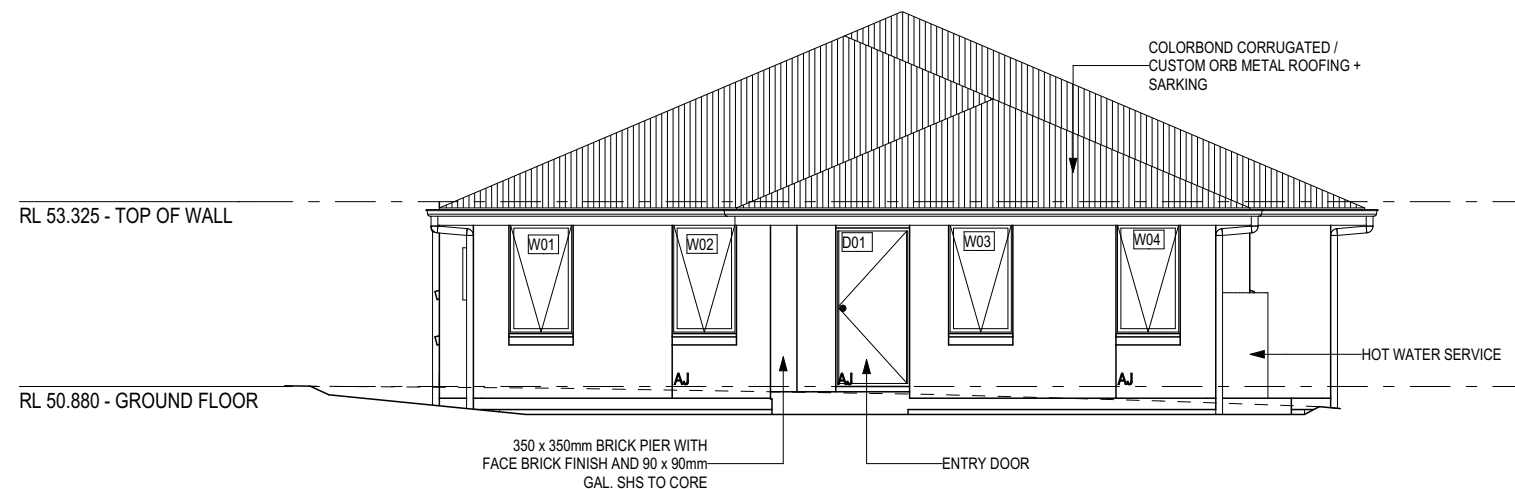 COLORBOND CORRUGATED /
CUSTOM ORB METAL ROOFING +
SARKING
RL 53.325 - TOP OF WALL
W01
W02
D01
W03
W04
HOT WATER SERVICE
AJ
AJ
AJ
RL 50.880 - GROUND FLOOR
350 x 350mm BRICK PIER WITH
FACE BRICK FINISH AND 90 x 90mm
GAL. SHS TO CORE
ENTRY DOOR